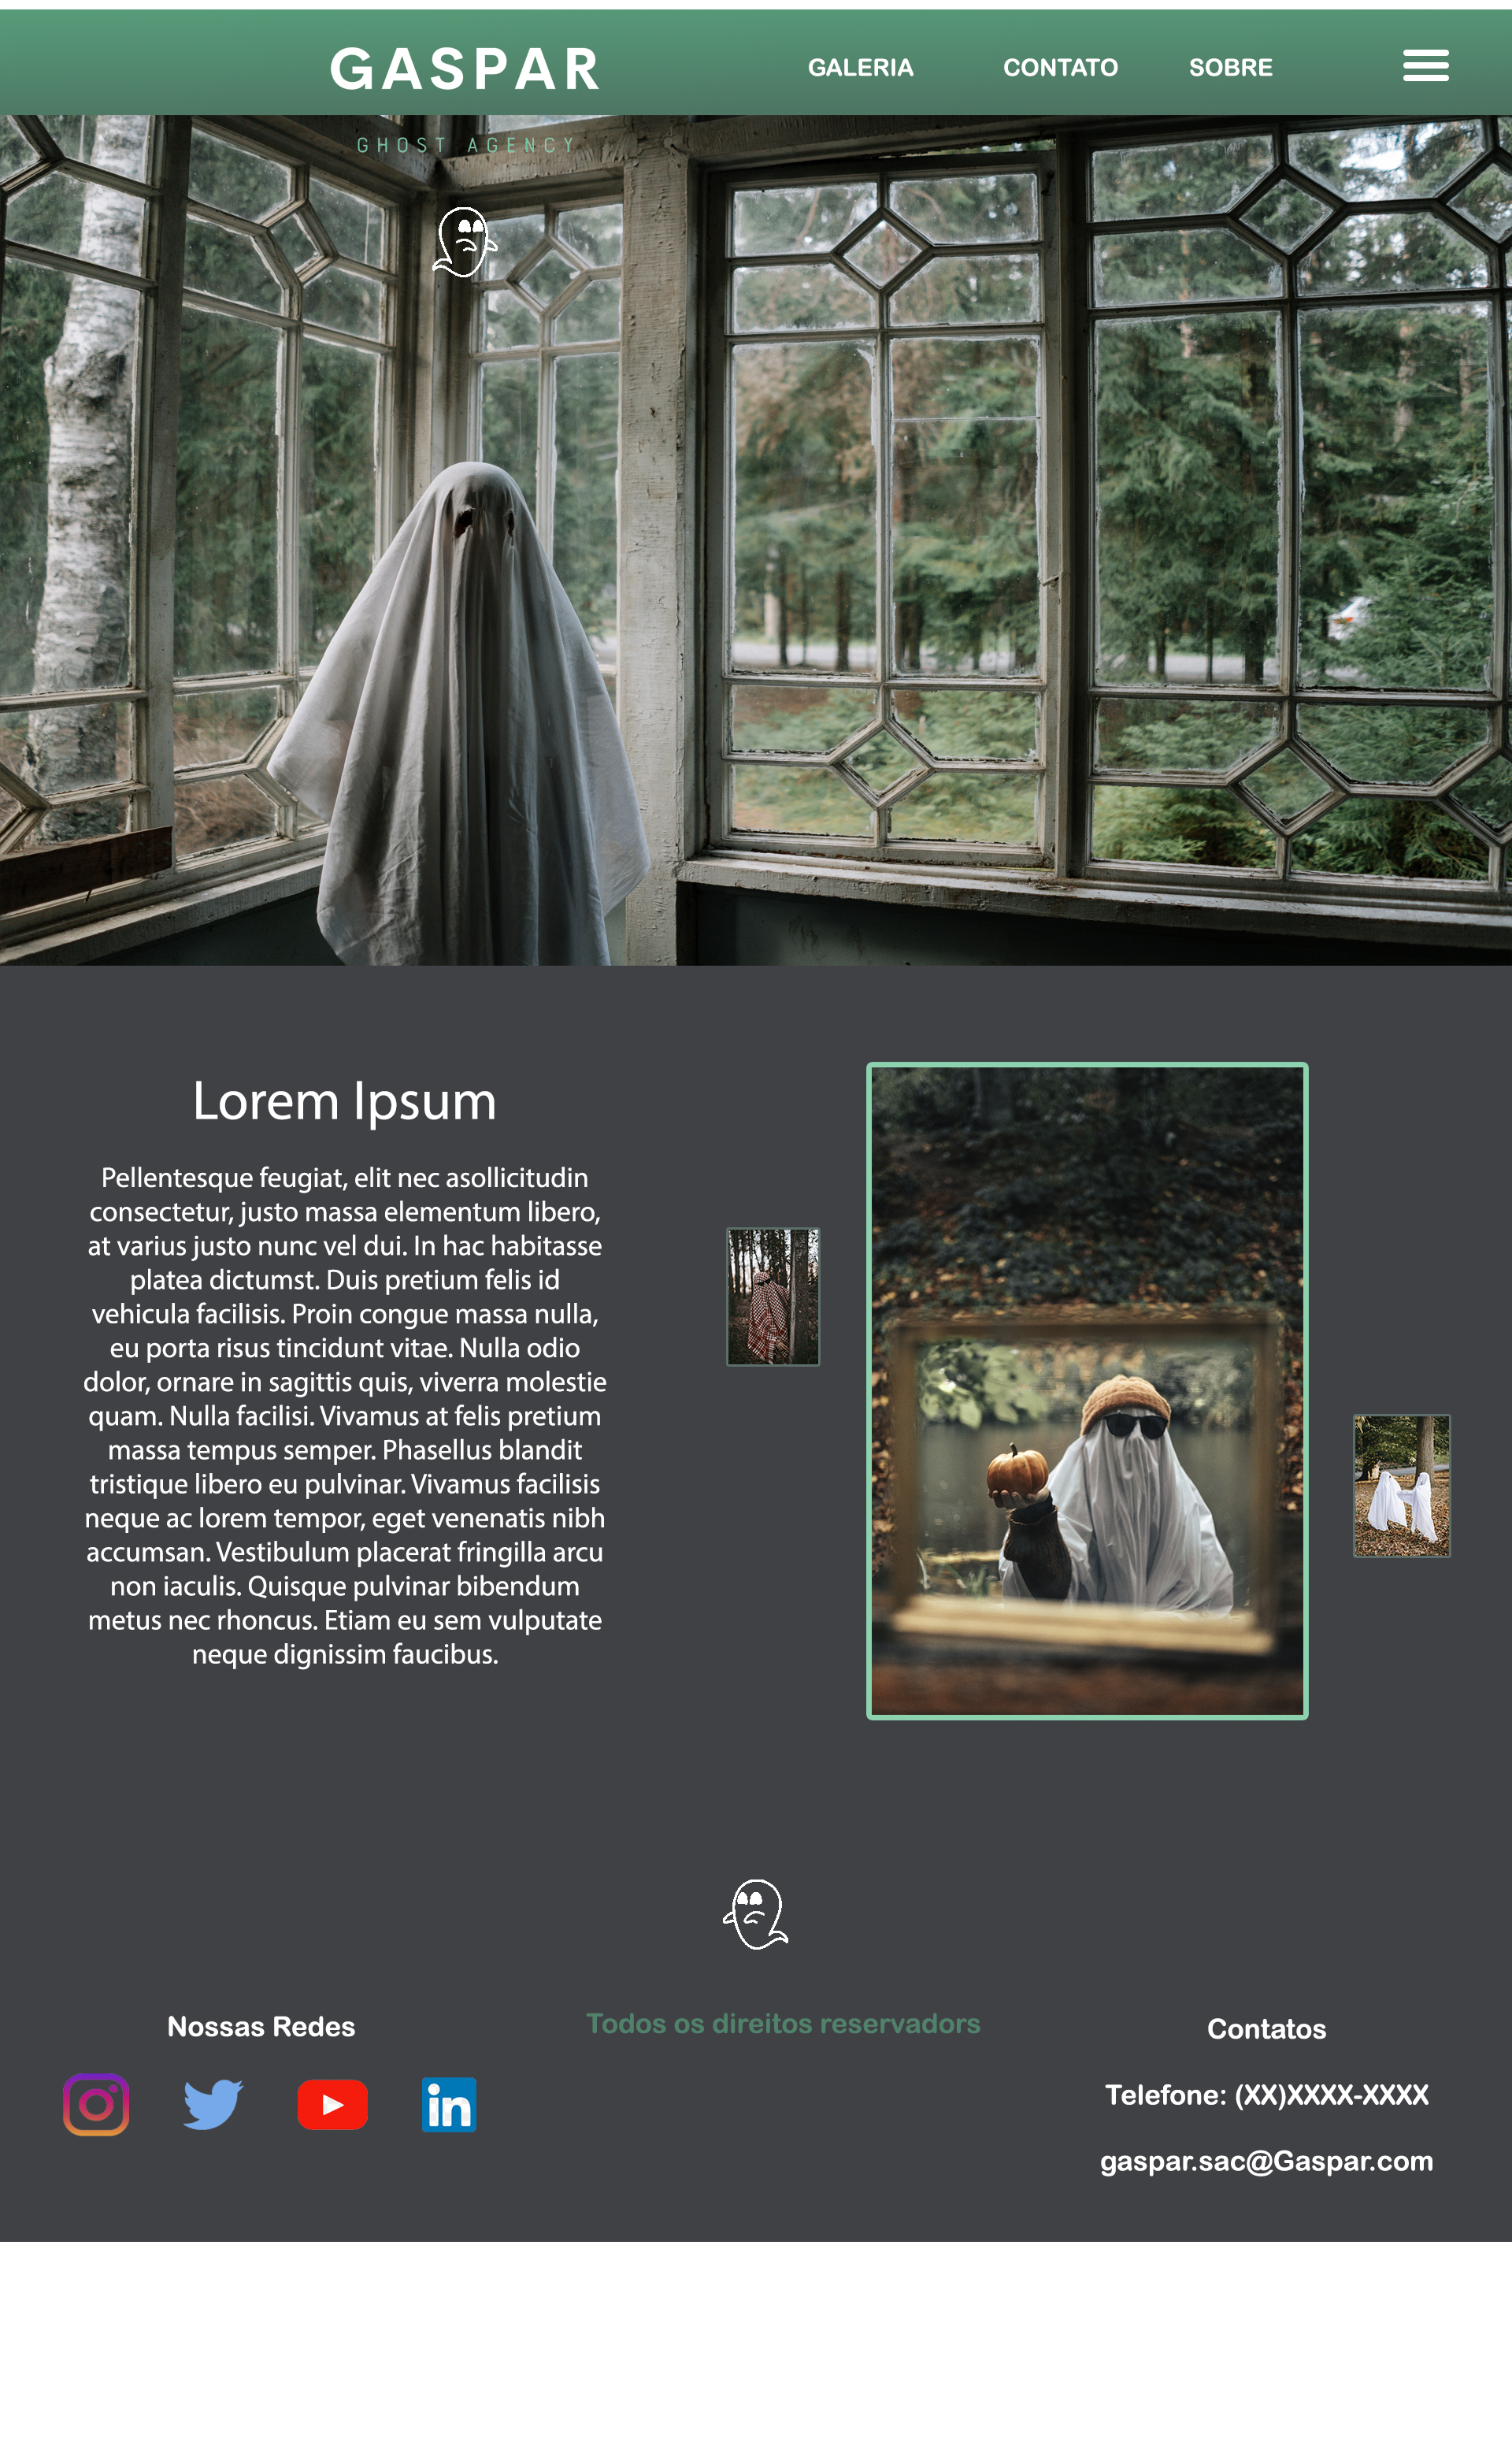 GASPAR
GALERIA
CONTATO
SOBRE
GHOST AGENCY
Lorem Ipsum
Pellentesque feugiat, elit nec asollicitudin
consectetur, justo massa elementum libero,
at varius justo nunc vel dui. In hac habitasse
platea dictumst. Duis pretium felis id
vehicula facilisis. Proin congue massa nulla,
eu porta risus tincidunt vitae. Nulla odio
dolor, ornare in sagittis quis, viverra molestie
quam. Nulla facilisi. Vivamus at felis pretium
massa tempus semper. Phasellus blandit
tristique libero eu pulvinar. Vivamus facilisis
neque ac lorem tempor, eget venenatis nibh
accumsan. Vestibulum placerat fringilla arcu
non iaculis. Quisque pulvinar bibendum
metus nec rhoncus. Etiam eu sem vulputate
neque dignissim faucibus.
Nossas Redes
in
Todos os direitos reservadors
Contatos
Telefone: (XX)XXXX-XXXX
gaspar.sac@Gaspar.com